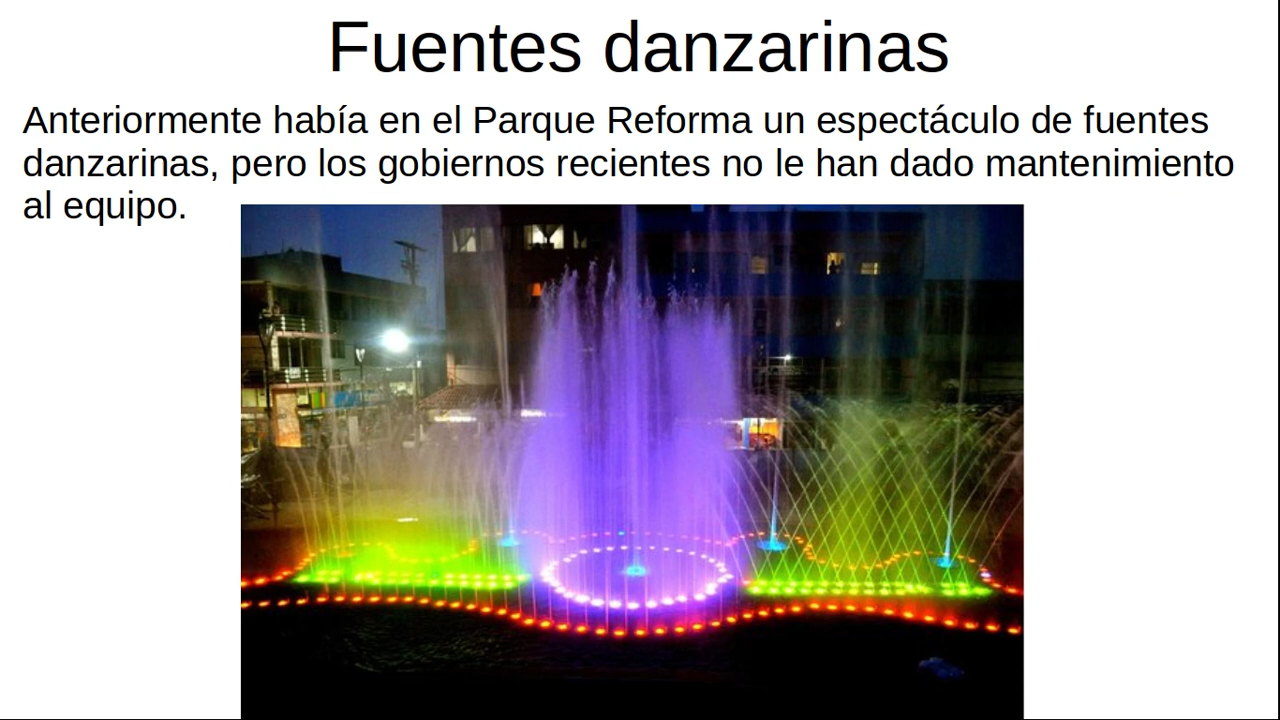 Fuentes danzarinas
Anteriormente había en el Parque Reforma un espectáculo de fuentes
danzarinas, pero los gobiernos recientes no le han dado mantenimiento
al equipo.